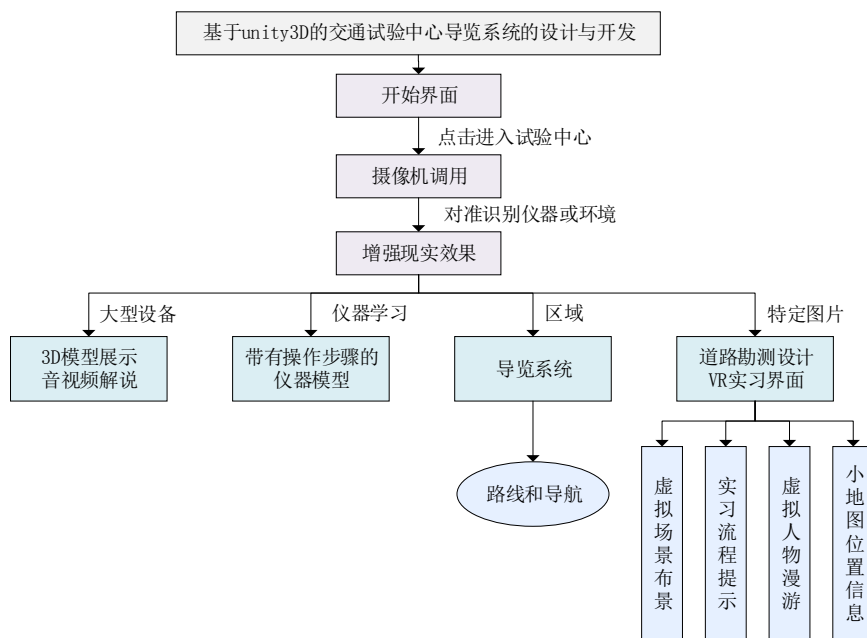 基于unity3D的交通试验中心导览系统的设计与开发
开始界面
点击进入试验中心
摄像机调用
对准识别仪器或环境
增强现实效果
大型设备
仪器学习
区域
特定图片
3D模型展示
音视频解说
带有操作步骤的
仪器模型
导览系统
道路勘测设计
VR实习界面
路线和导航
虚拟场景布景
实习流程提示
虚拟人物漫游
小地图位置信息